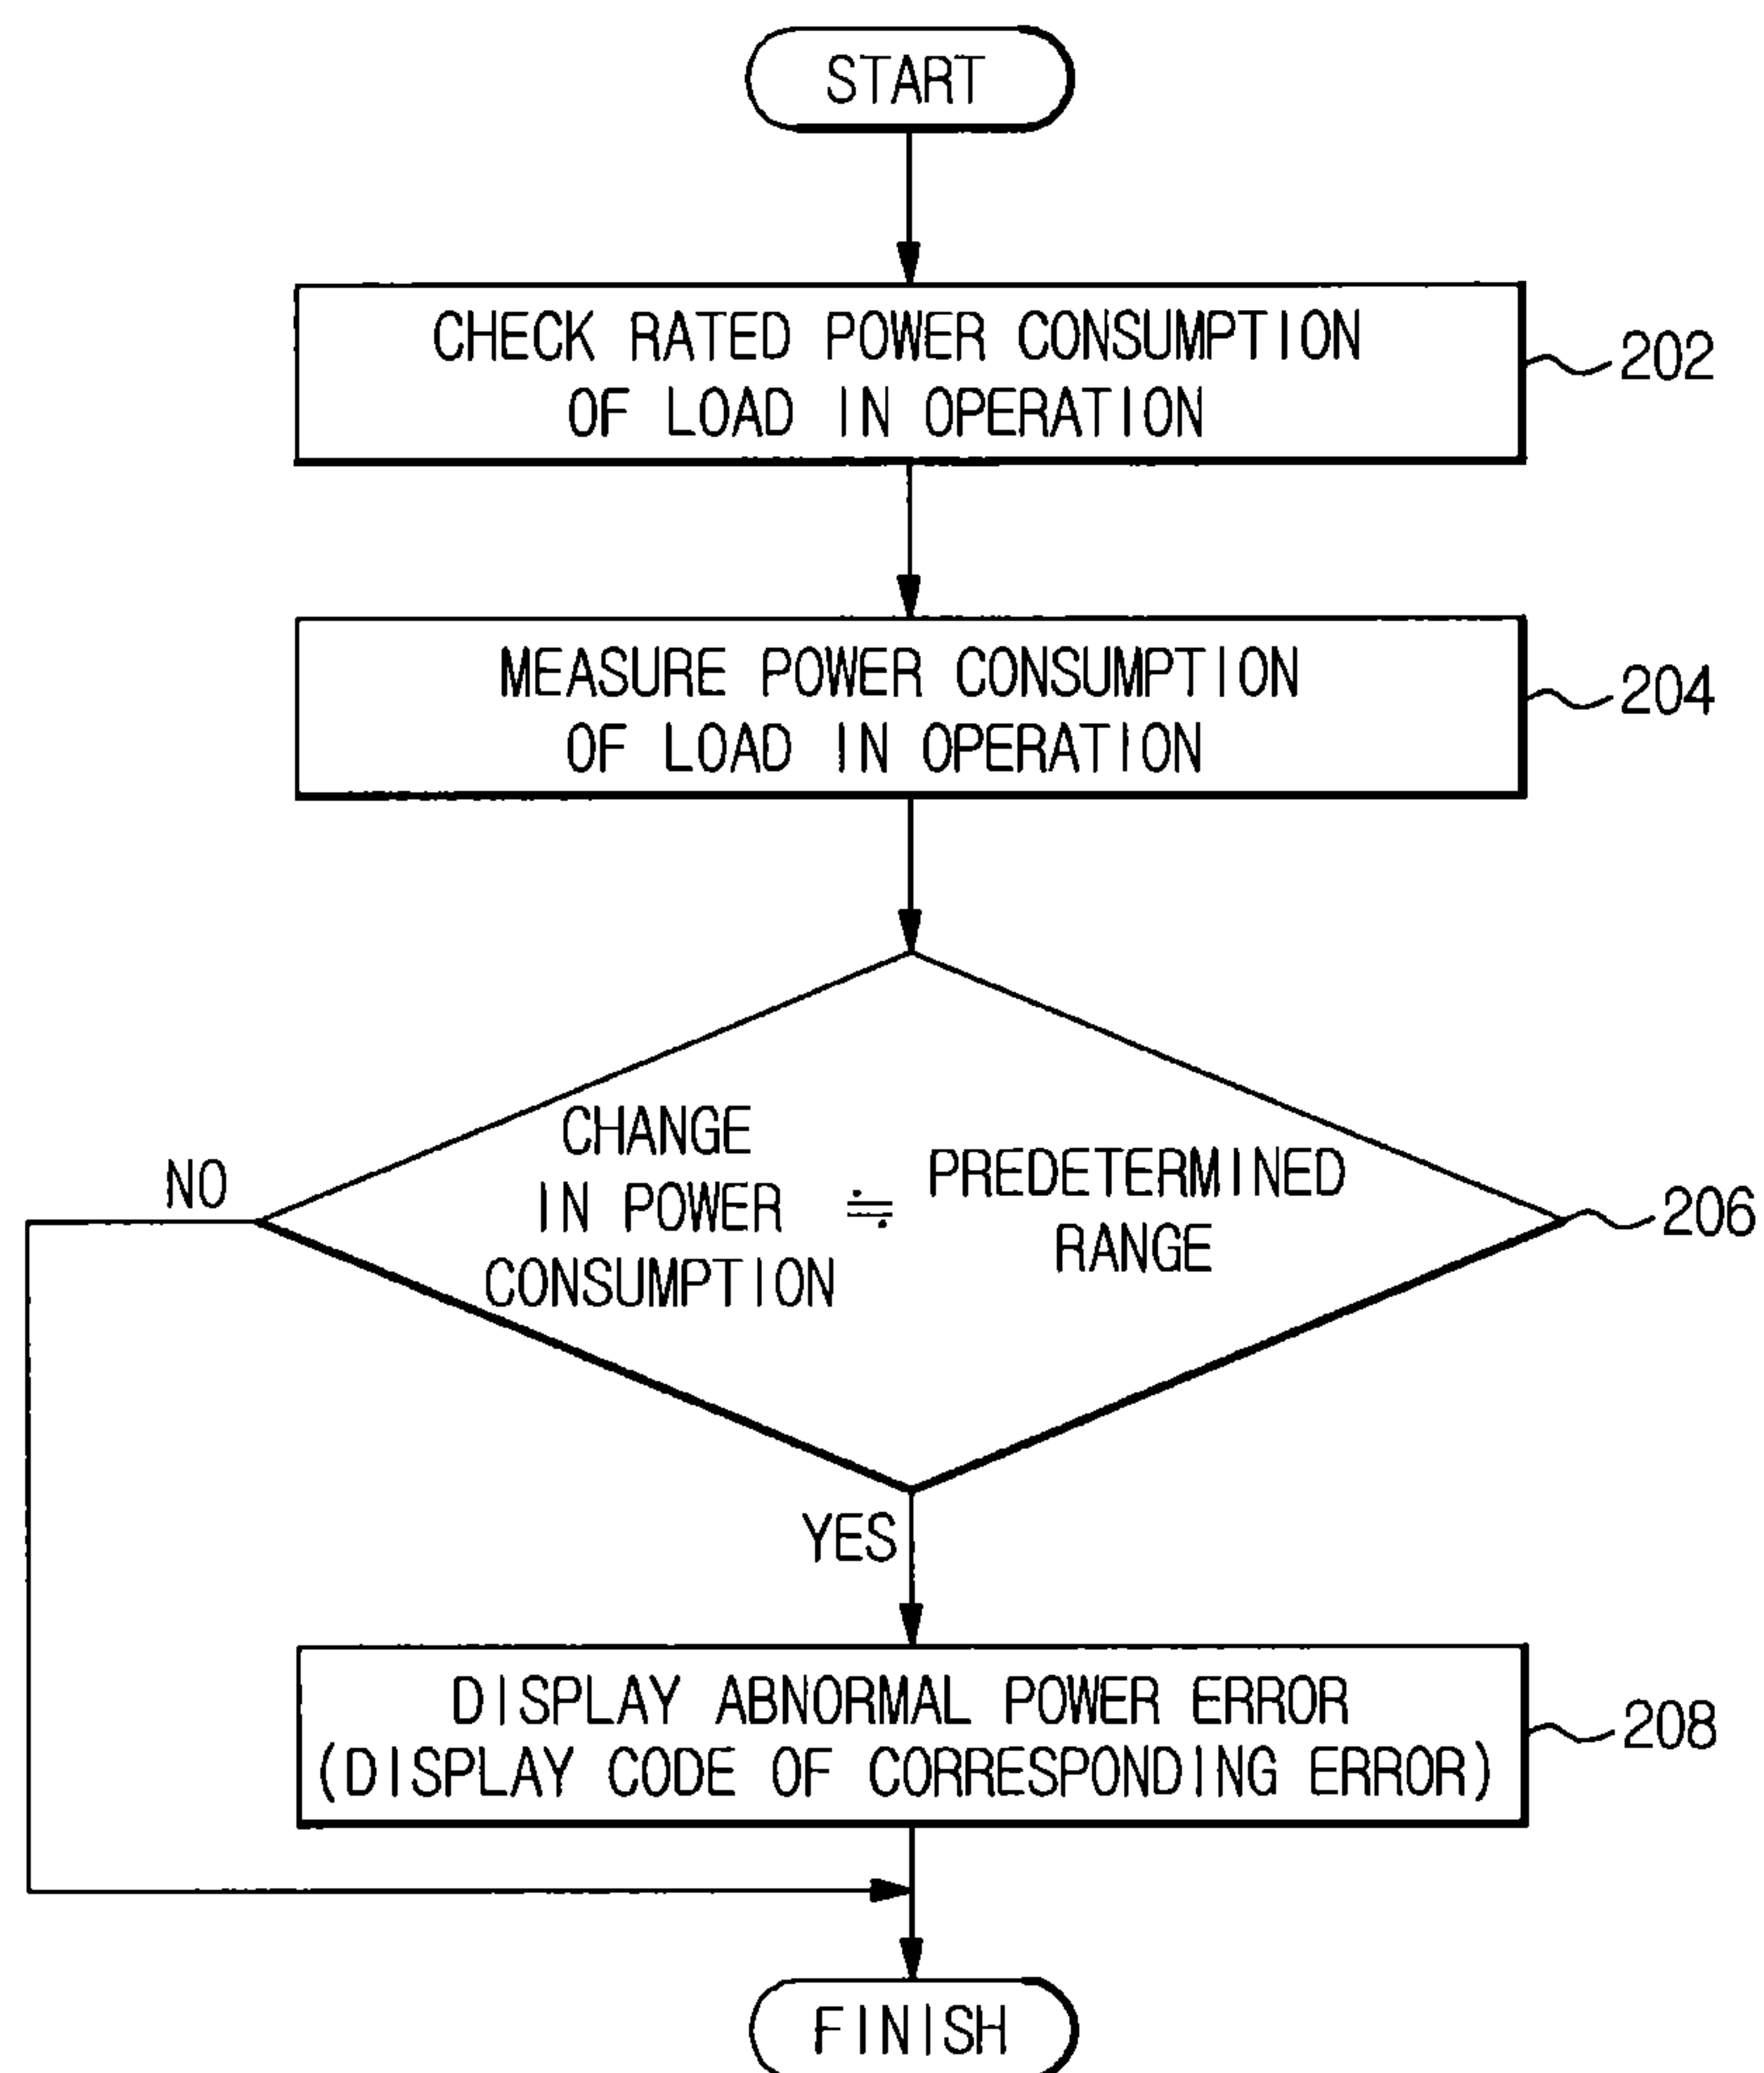 START
CHECK RATED POWER CONSUMPTION
OF LOAD IN OPERATION
202
MEASURE POWER CONSUMPTION
OF LOAD IN OPERATION
204
CHANGE
IN POWER
CONSUMPTION
≒
PREDETERMINED
RANGE
206
NO
YES
DISPLAY ABNORMAL POWER ERROR
(DISPLAY CODE OF CORRESPONDING ERROR)
208
FINISH